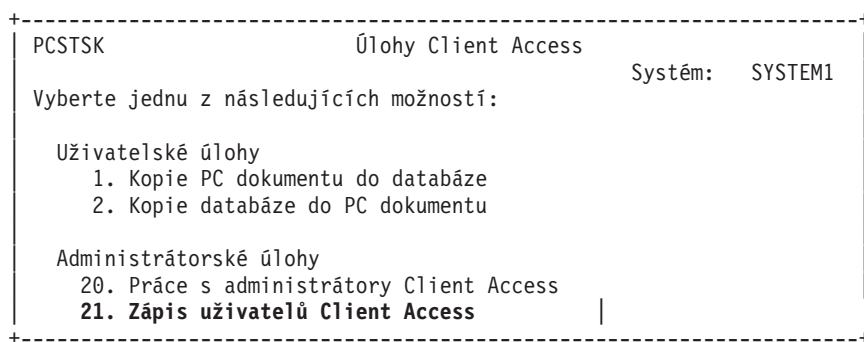 PCSTSK Úlohy Client Access
Systém: SYSTEM1
Vyberte jednu z následujících možností:
Uživatelské úlohy
1. Kopie PC dokumentu do databáze
2. Kopie databáze do PC dokumentu
Administrátorské úlohy
20. Práce s administrátory Client Access
21. Zápis uživatelů Client Access